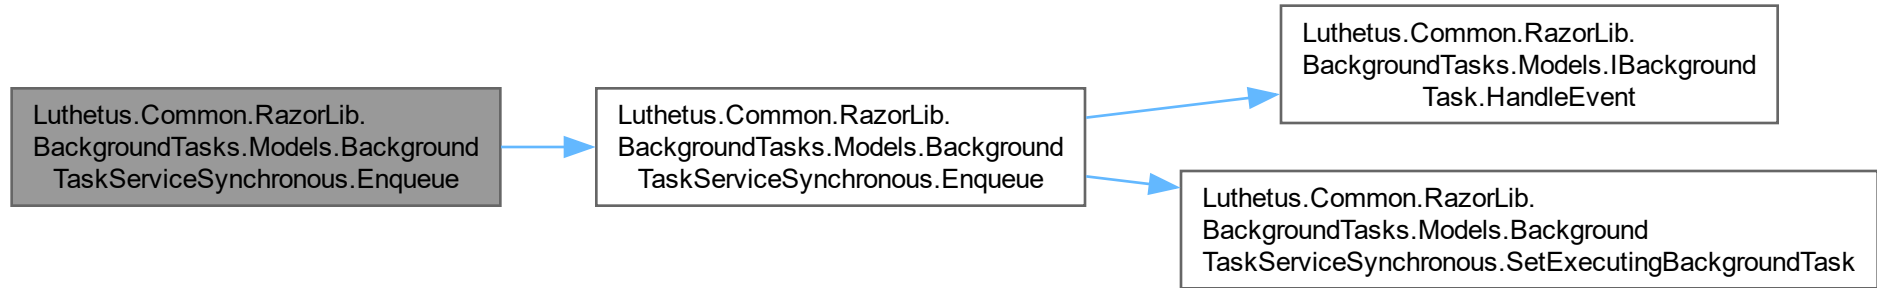 Luthetus.Common.RazorLib.
BackgroundTasks.Models.Background
TaskServiceSynchronous.Enqueue
Luthetus.Common.RazorLib.
BackgroundTasks.Models.Background
TaskServiceSynchronous.Enqueue
Luthetus.Common.RazorLib.
BackgroundTasks.Models.IBackground
Task.HandleEvent
Luthetus.Common.RazorLib.
BackgroundTasks.Models.Background
TaskServiceSynchronous.SetExecutingBackgroundTask